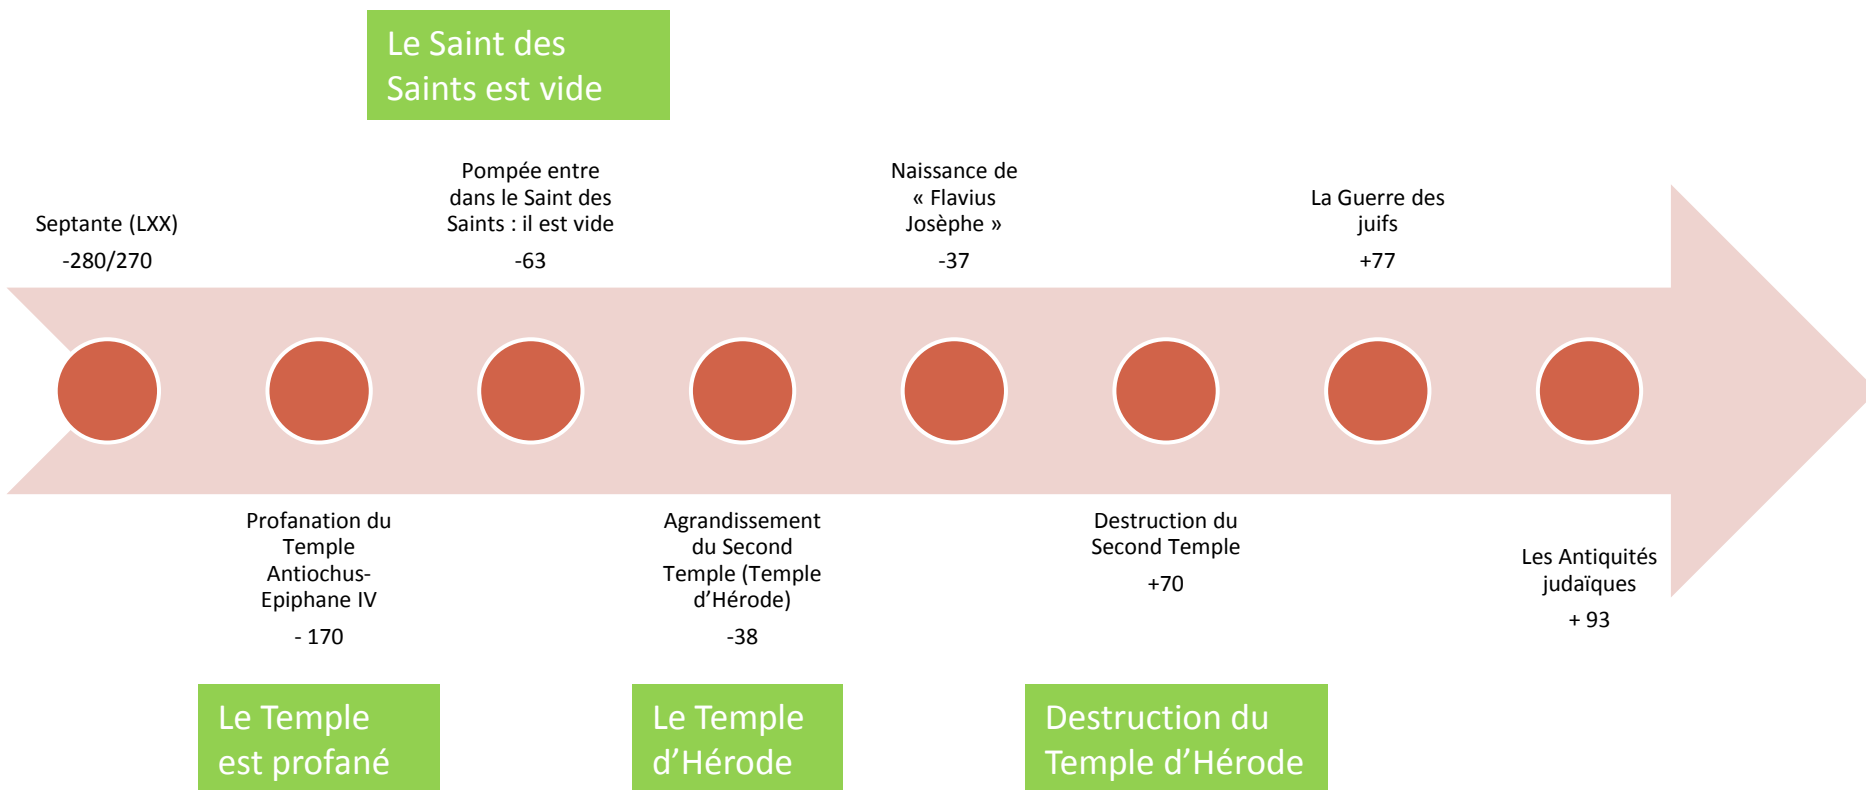 Le Saint des
Saints est vide
Septante (LXX)
-280/270
Pompée entre
dans le Saint des
Saints : il est vide
-63
Naissance de
« Flavius
Josèphe »
-37
La Guerre des
juifs
+77
Profanation du
Temple
Antiochus-
Epiphane IV
- 170
Agrandissement
du Second
Temple (Temple
d’Hérode)
-38
Destruction du
Second Temple
+70
Les Antiquités
judaïques
+ 93
Le Temple
est profané
Le Temple
d’Hérode
Destruction du
Temple d’Hérode